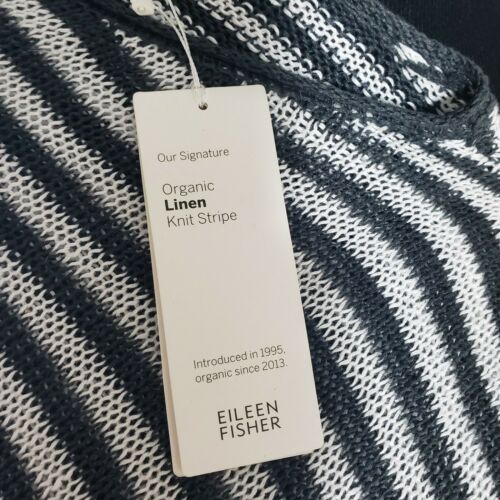 Our Signature
Organic
Linen
Knit Stripe
Introduced in 1995,
organic since 2013.
EILEEN
FISHER